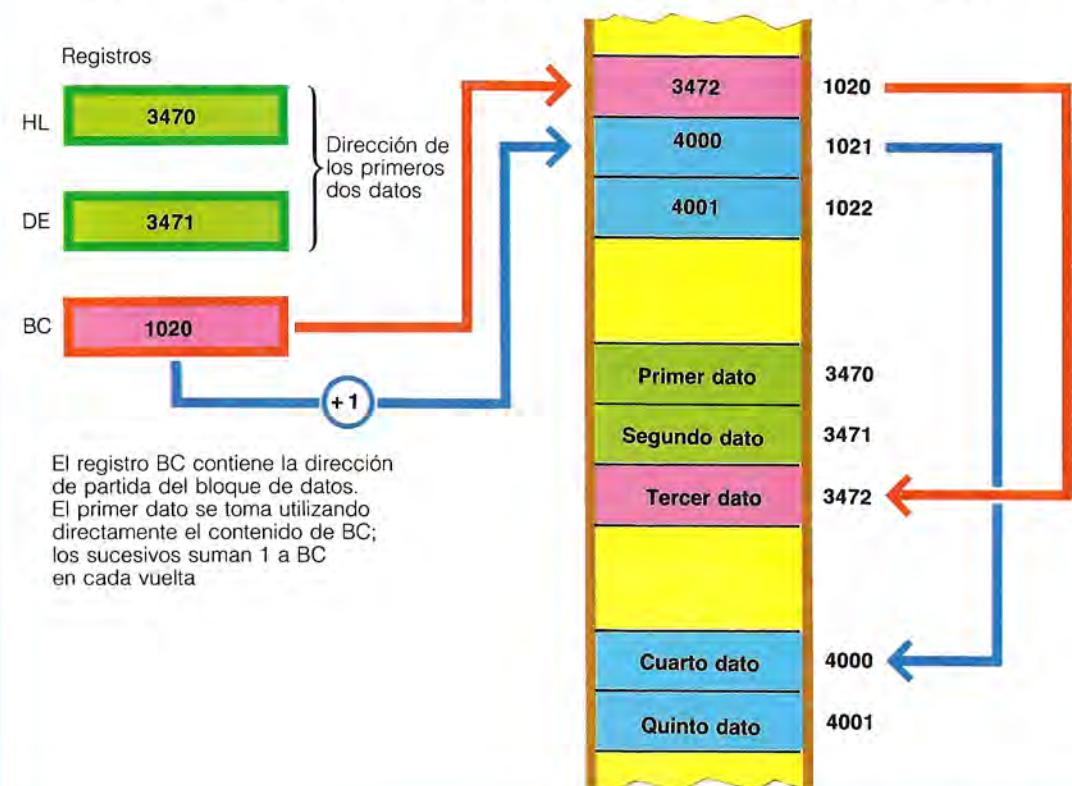 Registros
HL
3470
DE
3471
Dirección de
los primeros
dos datos
BC
1020
+1
El registro BC contiene la dirección
de partida del bloque de datos.
El primer dato se toma utilizando
directamente el contenido de BC;
los sucesivos suman 1 a BC
en cada vuelta
3472 1020
4000 1021
4001 1022
Primer dato 3470
Segundo dato 3471
Tercer dato 3472
Cuarto dato 4000
Quinto dato 4001